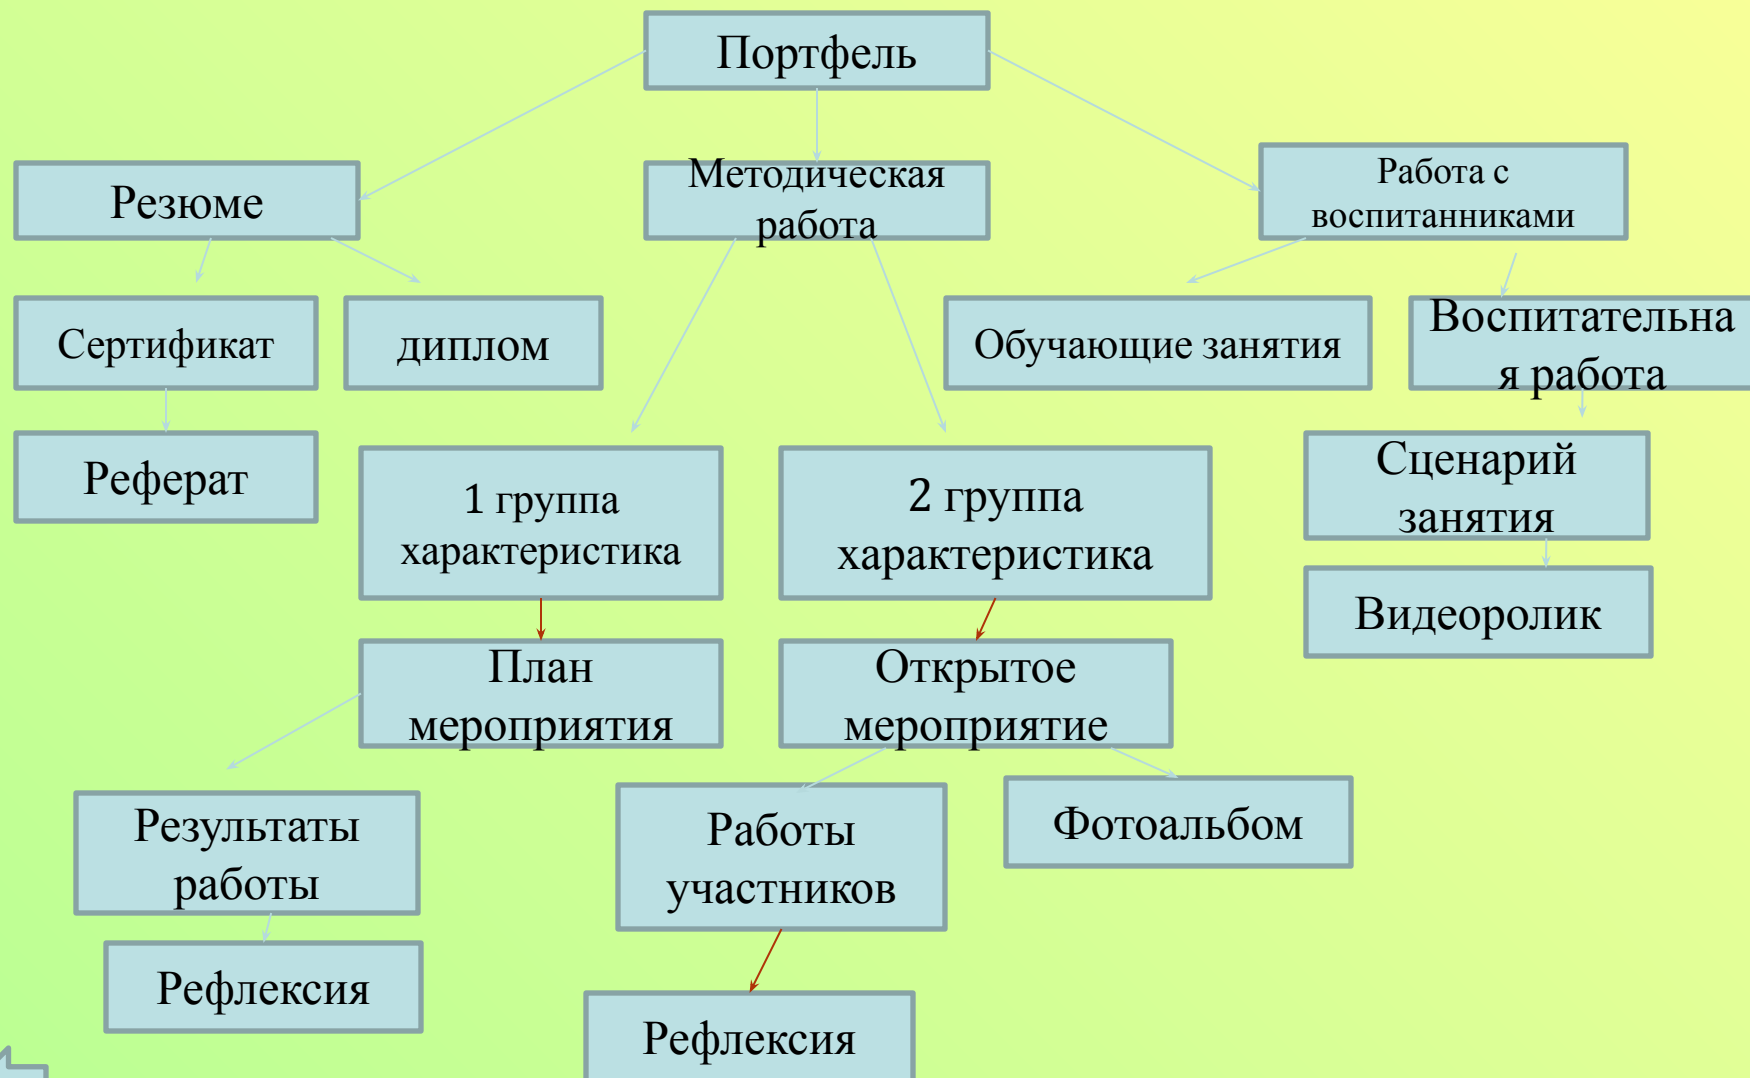 Портфель
Резюме
Методическая
работа
Работа с
воспитанниками
Сертификат
диплом
Обучающие занятия
Воспитательна
я работа
Реферат
1 группа
характеристика
2 группа
характеристика
Сценарий
занятия
Видеоролик
План
мероприятия
Открытое
мероприятие
Результаты
работы
Работы
участников
Фотоальбом
Рефлексия
Рефлексия